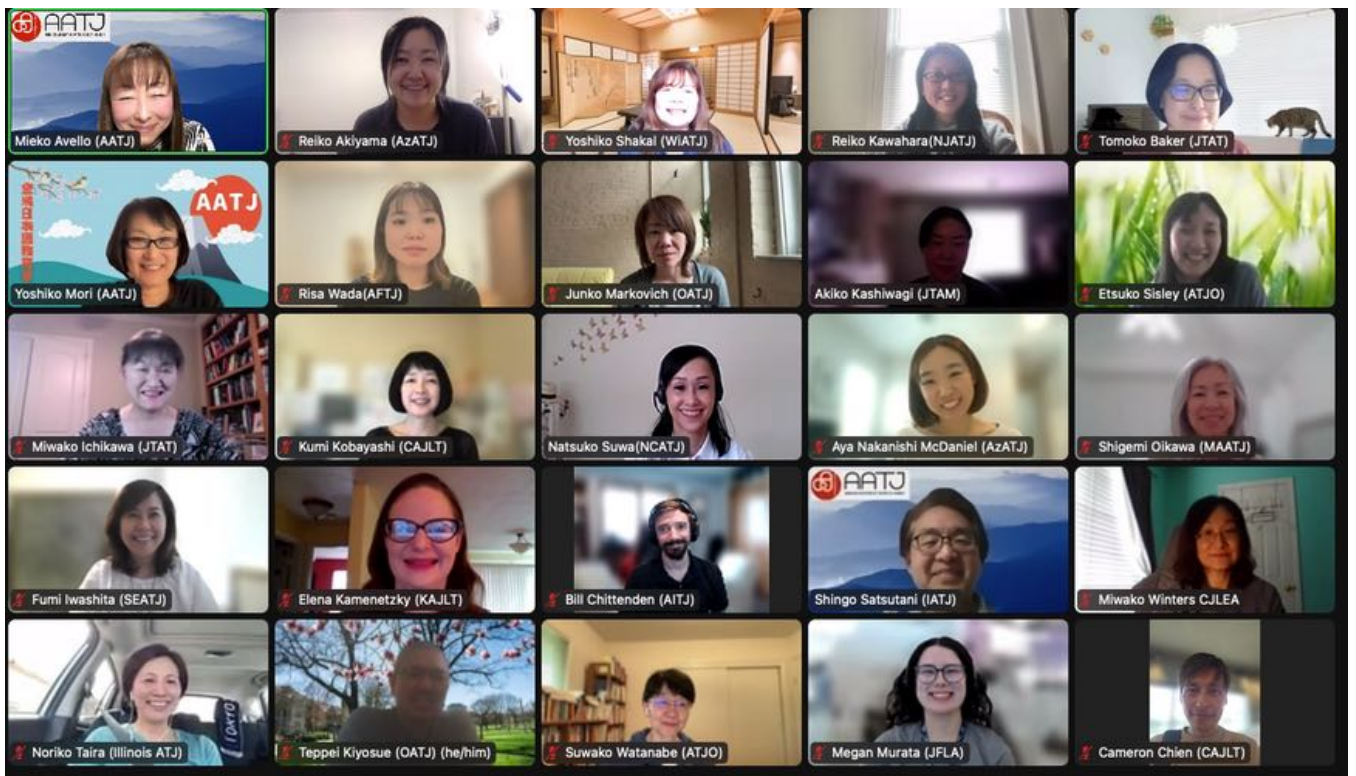 AATJ
Mieko Avello (AATJ)
Reiko Akiyama (AzATJ)
Yoshiko Shakal (WiATJ)
Reiko Kawahara(NJATJ)
Tomoko Baker (JTAT)
AATJ
Yoshiko Mori (AATJ)
Risa Wada(AFTJ)
Junko Markovich (OATJ)
Akiko Kashiwagi (JTAM)
Etsuko Sisley (ATJO)
Miwako Ichikawa (JTAT)
Kumi Kobayashi (CAJLT)
Natsuko Suwa(NCATJ)
Aya Nakanishi McDaniel (AzATJ)
Shigemi Oikawa (MAATJ)
AATJ
Fumi Iwashita (SEATJ)
Elena Kamenetzky (KAJLT)
Bill Chittenden (AITJ)
Shingo Satsutani (IATJ)
Miwako Winters CJLEA
TOKYO
Noriko Taira (Illinois ATJ)
Teppei Kiyosue (OATJ) (he/him)
Suwako Watanabe (ATJO)
Megan Murata (JFLA)
Cameron Chien (CAJLT)